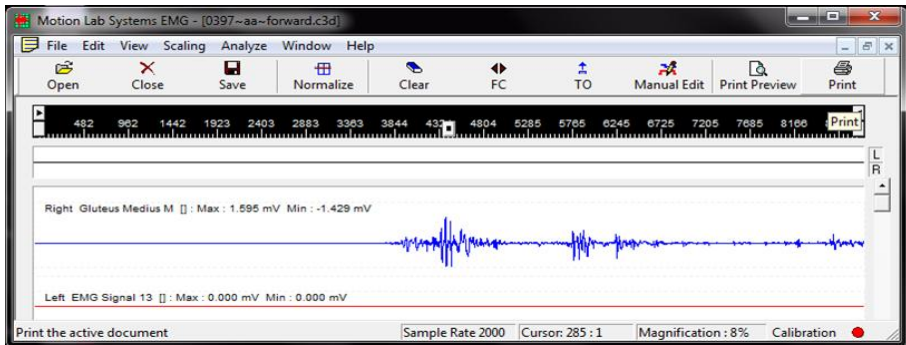 Motion Lab Systems EMG - [0397~aa~forward.c3d]
File Edit View Scaling Analyze Window Help
Open Close Save Normalize Clear FC TO Manual Edit Print Preview Print
482 962 1442 1923 2403 2883 3363 3844 4804 5285 5765 6245 6725 7205 7685 8166 Print
L
R
Right Gluteus Medius M [] : Max : 1.595 mV Min : -1.429 mV
Left EMG Signal 13 [] : Max : 0.000 mV Min : 0.000 mV
Print the active document Sample Rate 2000 Cursor: 285 : 1 Magnification : 8% Calibration